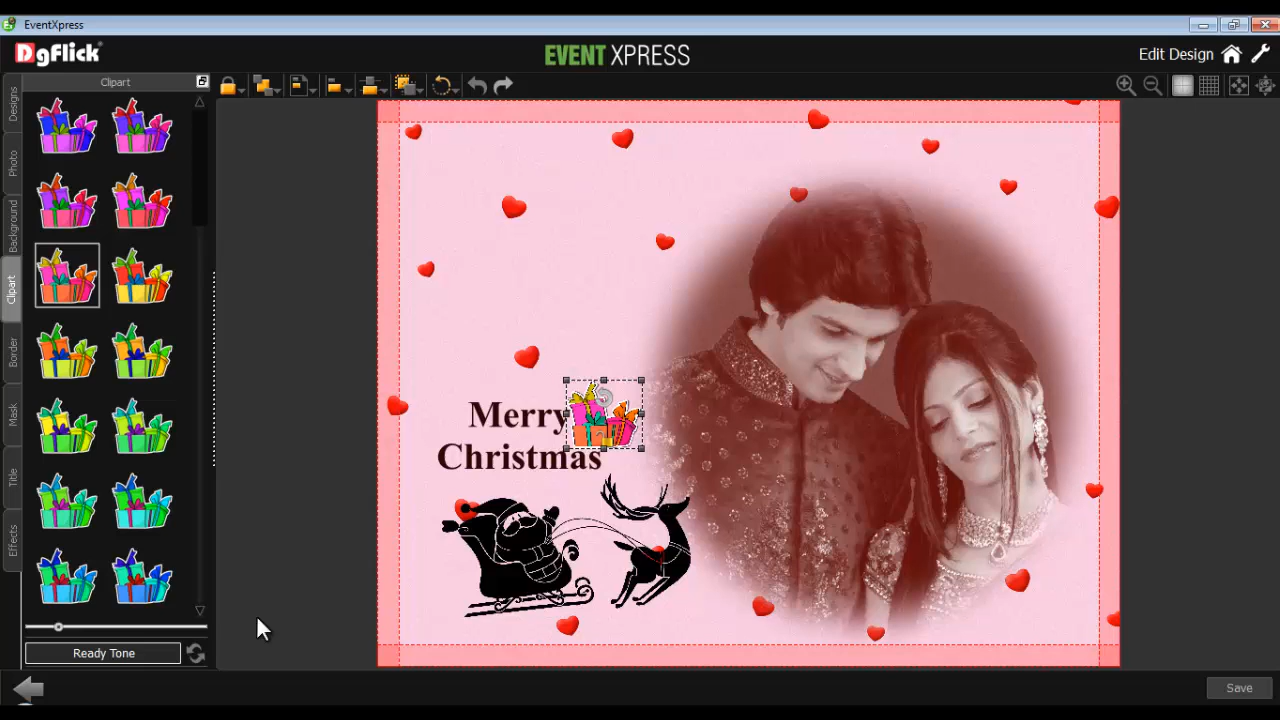 EventXpress
DgFlick
EVENT XPRESS
Edit Design
Clipart
Designs
Photo
Background
Clipart
Border
Mask
Title
Effects
Merry
Christmas
Ready Tone
Save